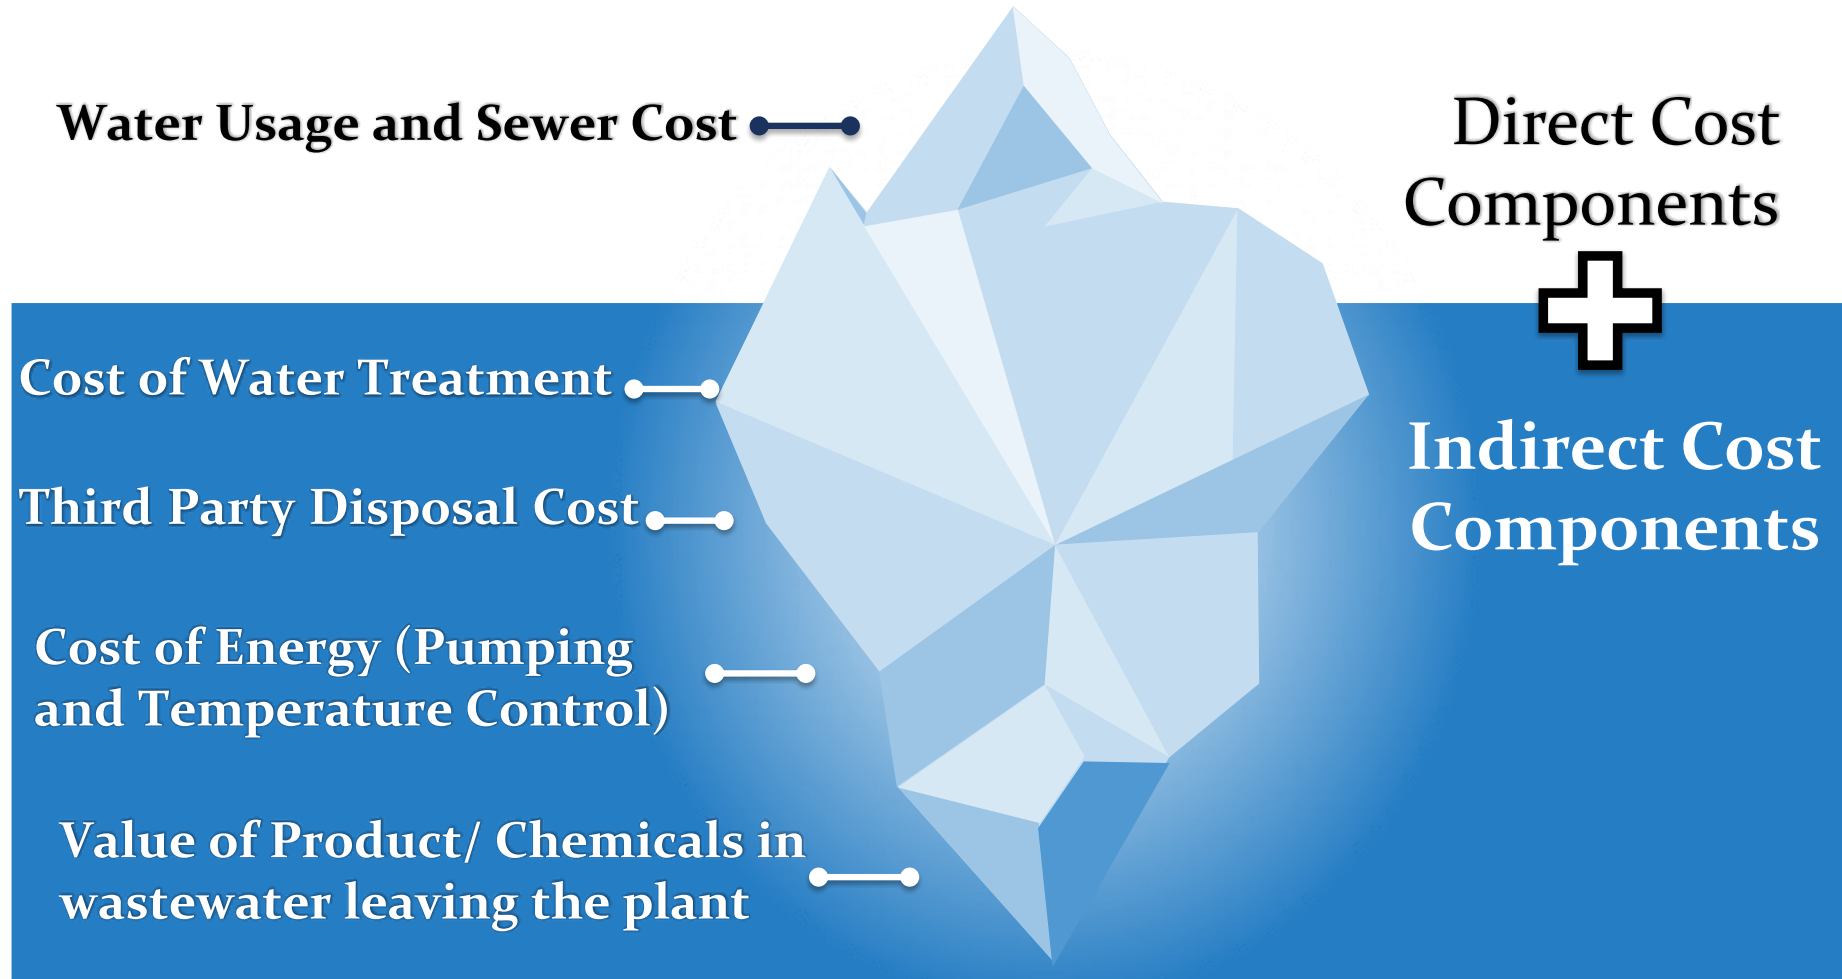 Water Usage and Sewer Cost
Direct Cost
Components
Cost of Water Treatment
Third Party Disposal Cost
Indirect Cost
Components
Cost of Energy (Pumping
and Temperature Control)
Value of Product/ Chemicals in
wastewater leaving the plant